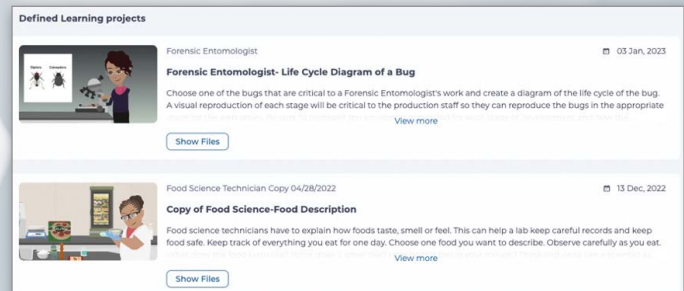 Defined Learning projects
Forensic Entomologist
03 Jan, 2023
Forensic Entomologist- Life Cycle Diagram of a Bug
Choose one of the bugs that are critical to a Forensic Entomologist's work and create a diagram of the life cycle of the bug.
A visual reproduction of each stage will be critical to the production staff so they can reproduce the bugs in the appropriate
View more
Show Files
Food Science Technician Copy 04/28/2022
13 Dec, 2022
Copy of Food Science-Food Description
Food science technicians have to explain how foods taste, smell or feel. This can help a lab keep careful records and keep
food safe. Keep track of everything you eat for one day. Choose one food you want to describe. Observe carefully as you eat.
View more
Show Files